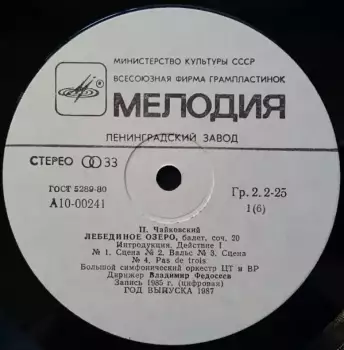 МИНИСТЕРСТВО КУЛЬТУРЫ СССР
ВСЕСОЮЗНАЯ ФИРМА ГРАМПЛАСТИНОК
МЕЛОДИЯ
ЛЕНИНГРАДСКИЙ ЗАВОД
СТЕРЕО 33
ГОСТ 5289-80
Гр. 2. 2-25
А10-00241
1(6)
П. Чайковский
ЛЕБЕДИНОЕ ОЗЕРО, балет, соч. 20
Интродукция. Действие I
№ 1. Сцена № 2. Вальс № 3. Сцена
№ 4. Pas de trois
Большой симфонический оркестр ЦТ и ВР
Дирижер Владимир Федосеев
Запись 1985 г. (цифровая)
ГОД ВЫПУСКА 1987